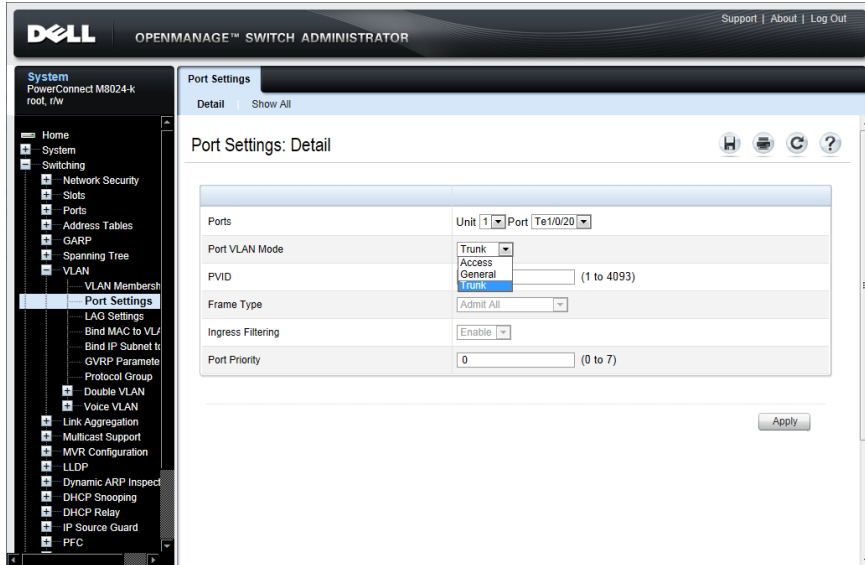 Support | About | Log Out
DELL OPENMANAGE™ SWITCH ADMINISTRATOR
System
PowerConnect M8024-k
root, r/w
Home
System
Switching
Network Security
Slots
Ports
Address Tables
GARP
Spanning Tree
VLAN
VLAN Membersh
Port Settings
LAG Settings
Bind MAC to VLA
Bind IP Subnet to
GVRP Paramete
Protocol Group
Double VLAN
Voice VLAN
Link Aggregation
Multicast Support
MVR Configuration
LLDP
Dynamic ARP Inspect
DHCP Snooping
DHCP Relay
IP Source Guard
PFC
Port Settings
Detail | Show All
Port Settings: Detail
Ports Unit 1 Port Te1/0/20
Port VLAN Mode Trunk
Access
General
Trunk
PVID (1 to 4093)
Frame Type Admit All
Ingress Filtering Enable
Port Priority 0 (0 to 7)
Apply